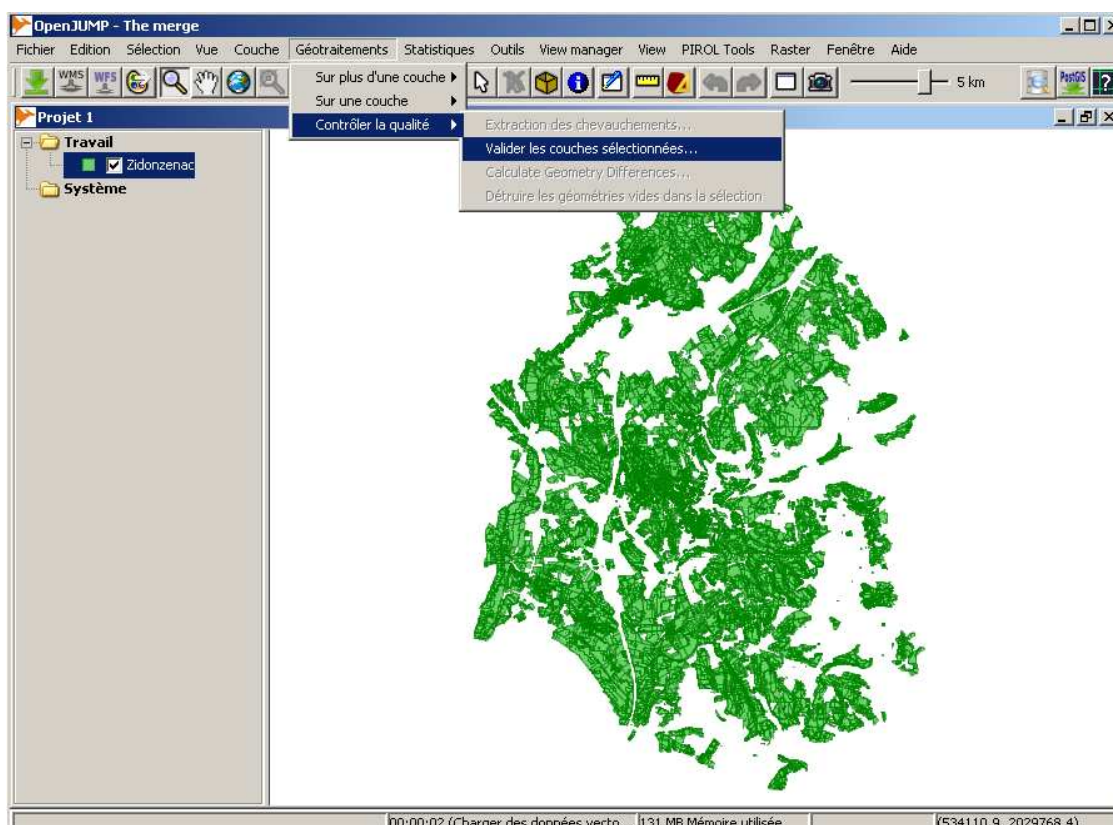 OpenJUMP - The merge
Fichier Edition Sélection Vue Couche Géotraitements Statistiques Outils View manager View PIROL Tools Raster Fenêtre Aide
WMS WFS 5 km PostGIS ?
Sur plus d'une couche
Sur une couche
Contrôler la qualité
Extraction des chevauchements...
Valider les couches sélectionnées...
Calculate Geometry Differences...
Détruire les géométries vides dans la sélection
Projet 1
Travail
Zidonzenac
Système
00:00:02 (Charger des données vecto... 131 MB Mémoire utilisée (534110.9, 2029768.4)